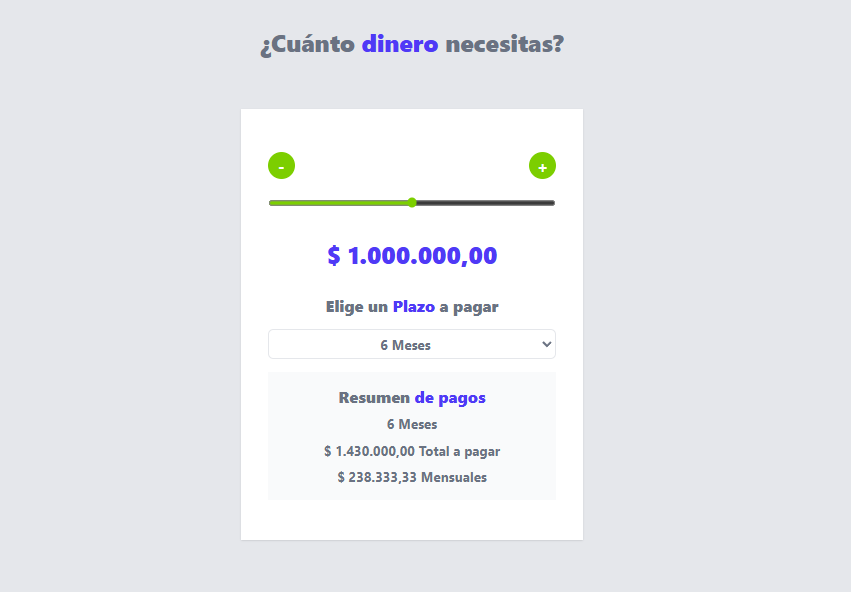 ¿Cuánto dinero necesitas?
- +
$ 1.000.000,00
Elige un Plazo a pagar
6 Meses
Resumen de pagos
6 Meses
$ 1.430.000,00 Total a pagar
$ 238.333,33 Mensuales